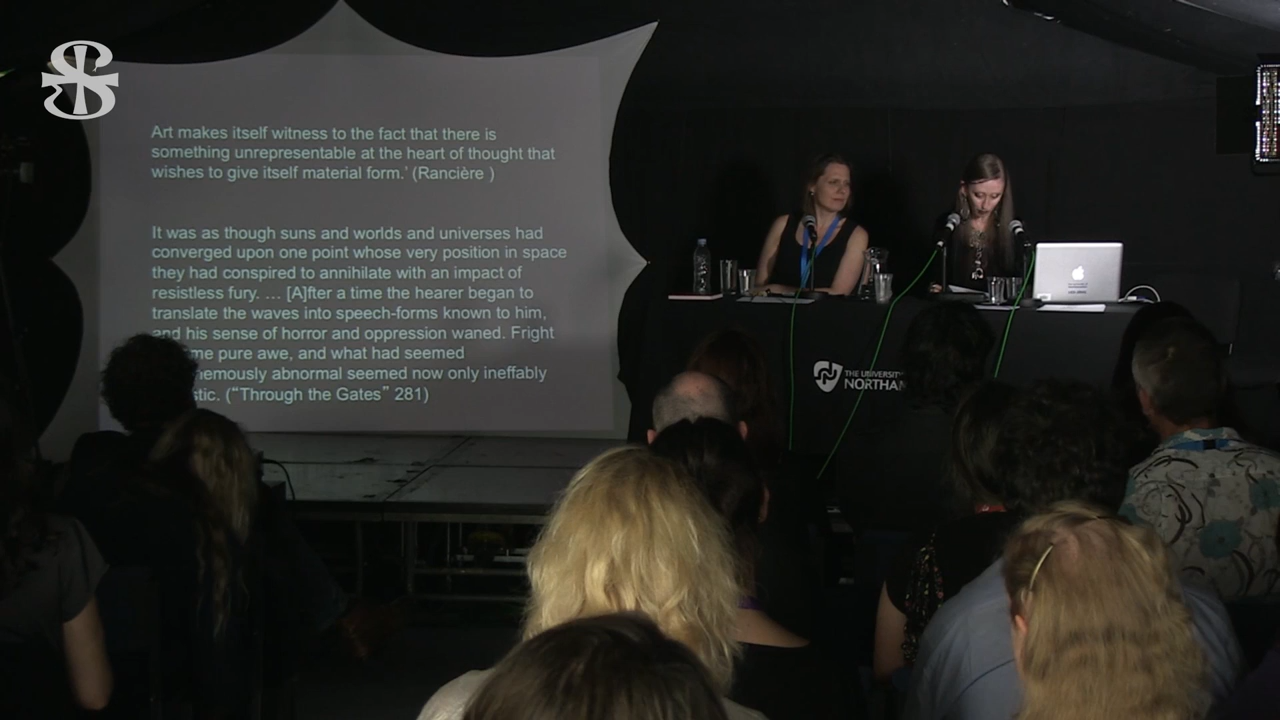 Art makes itself witness to the fact that there is
something unrepresentable at the heart of thought that
wishes to give itself material form.' (Rancière )
It was as though suns and worlds and universes had
converged upon one point whose very position in space
they had conspired to annihilate with an impact of
resistless fury. … [A]fter a time the hearer began to
translate the waves into speech-forms known to him,
and his sense of horror and oppression waned. Fright
me pure awe, and what had seemed
hemously abnormal seemed now only ineffably
stic. (“Through the Gates” 281)
THE UNIVERSITY
NORTHAM